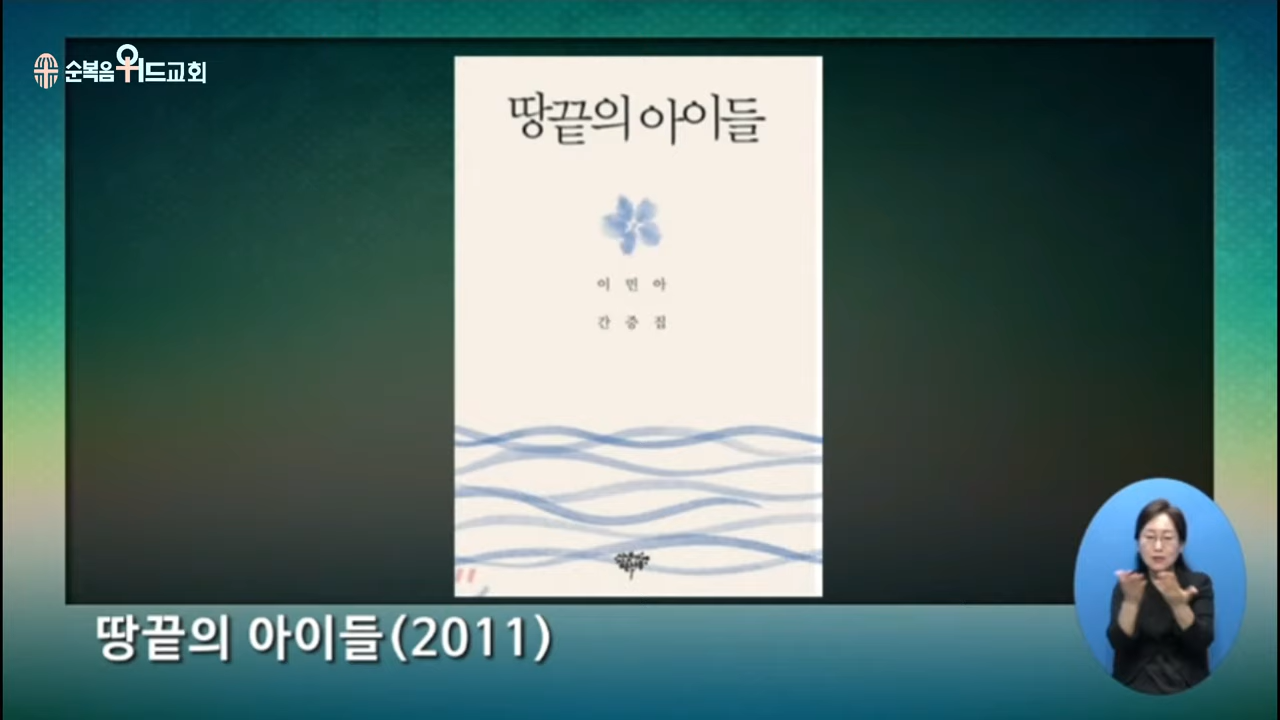 순복음위드교회
땅끝의 아이들
이 민 아
간 증 집
땅끝의 아이들(2011)